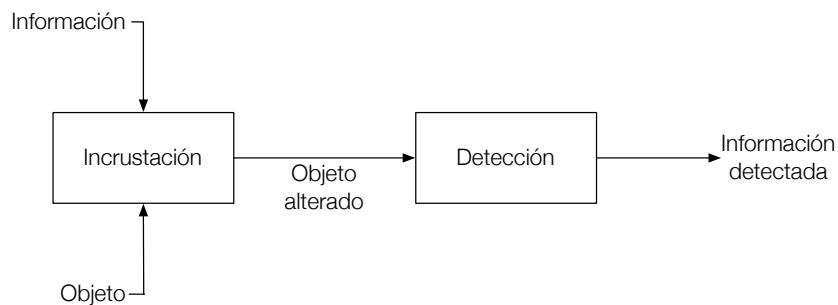 Información
Incrustación
Objeto
alterado
Detección
Información
detectada
Objeto